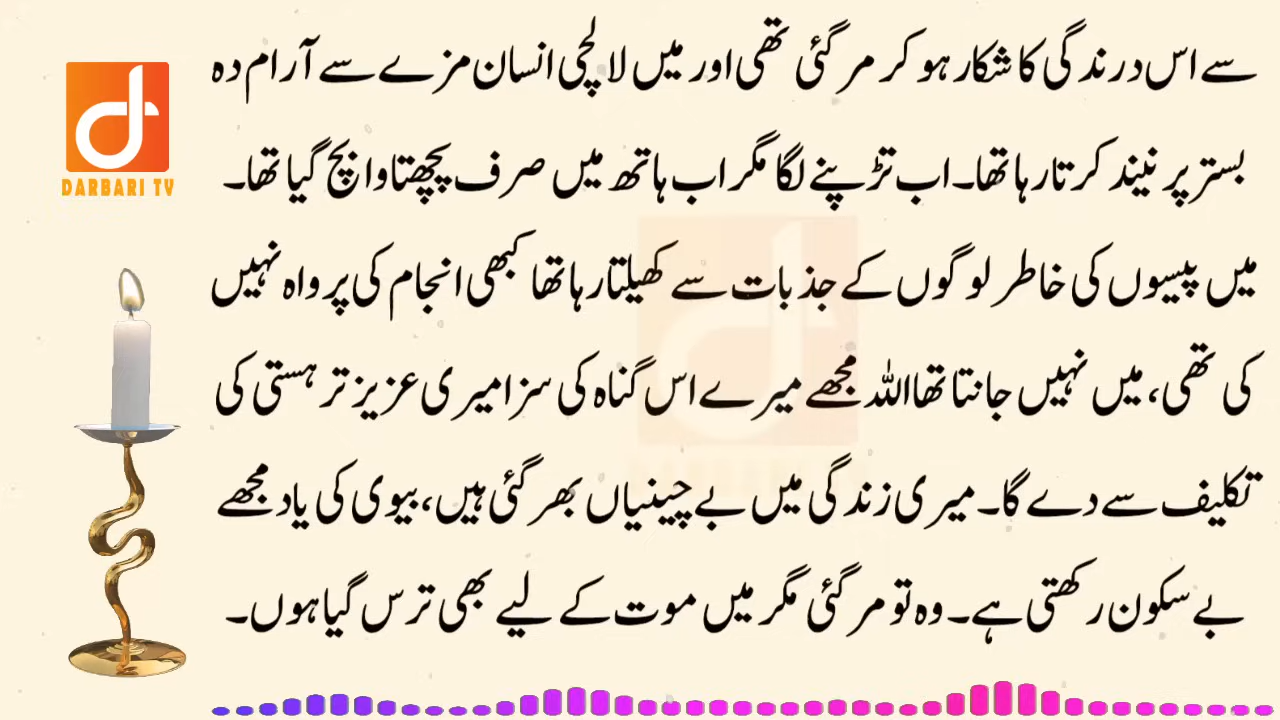 سے اس درندگی کا شکار ہو کر مر گئی تھی اور میں لالچی انسان مزے سے آرام دہ
بستر پر نیند کرتا رہا تھا۔ اب تڑپنے لگا مگر اب ہاتھ میں صرف پچھتاوا بچ گیا تھا۔
میں پیسوں کی خاطر لوگوں کے جذبات سے کھیلتا رہا تھا کبھی انجام کی پرواہ نہیں
کی تھی، میں نہیں جانتا تھا اللہ مجھے میرے اس گناہ کی سزا میری عزیز تر ہستی کی
تکلیف سے دے گا۔ میری زندگی میں بے چینیاں بھر گئی ہیں، بیوی کی یاد مجھے
بے سکون رکھتی ہے۔ وہ تو مر گئی مگر میں موت کے لیے بھی ترس گیا ہوں۔
DARBARI TV